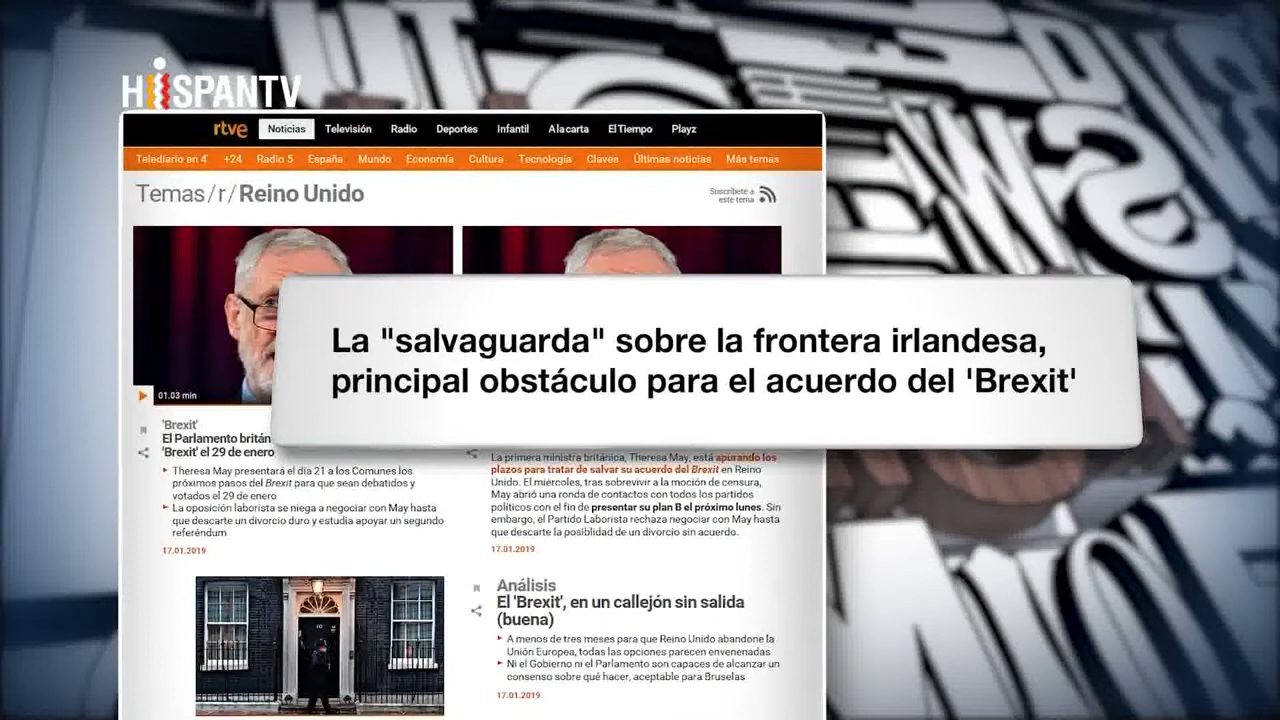 HISPANTV
rtve Noticias Televisión Radio Deportes Infantil Alacarta ElTiempo Playz
Telediario en 4' +24 Radio 5 España Mundo Economía Cultura Tecnología Claves Últimas noticias Más temas
Temas/r/Reino Unido
Suscríbete a
este tema
La "salvaguarda" sobre la frontera irlandesa,
principal obstáculo para el acuerdo del 'Brexit'
01.03 min
'Brexit'
El Parlamento britán
'Brexit' el 29 de enero
Theresa May presentará el día 21 a los Comunes los
próximos pasos del Brexit para que sean debatidos y
votados el 29 de enero
La oposición laborista se niega a negociar con May hasta
que descarte un divorcio duro y estudia apoyar un segundo
referéndum
17.01.2019
La primera ministra británica, Theresa May, está apurando los
plazos para tratar de salvar su acuerdo del Brexit en Reino
Unido. El miércoles, tras sobrevivir a la moción de censura,
May abrió una ronda de contactos con todos los partidos
políticos con el fin de presentar su plan B el próximo lunes. Sin
embargo, el Partido Laborista rechaza negociar con May hasta
que descarte la posiblidad de un divorcio sin acuerdo.
17.01.2019
Análisis
El 'Brexit', en un callejón sin salida
(buena)
A menos de tres meses para que Reino Unido abandone la
Unión Europea, todas las opciones parecen envenenadas
Ni el Gobierno ni el Parlamento son capaces de alcanzar un
consenso sobre qué hacer, aceptable para Bruselas
17.01.2019